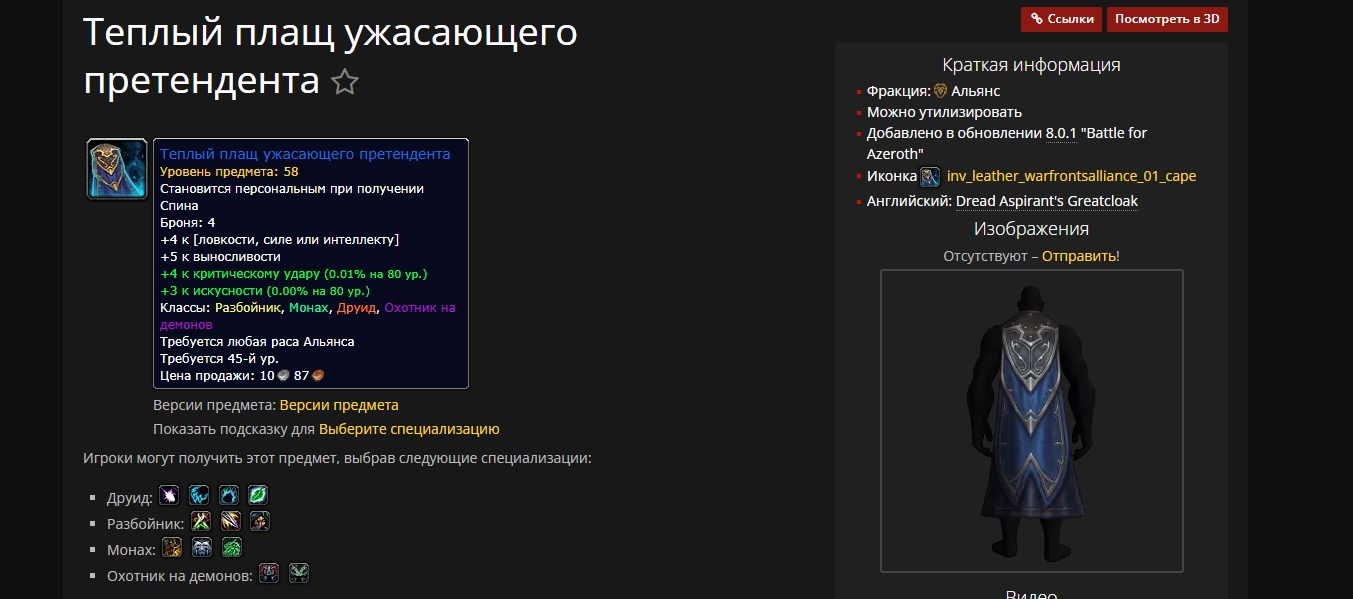 Теплый плащ ужасающего
претендента
Теплый плащ ужасающего претендента
Уровень предмета: 58
Становится персональным при получении
Спина
Броня: 4
+4 к [ловкости, силе или интеллекту]
+5 к выносливости
+4 к критическому удару (0.01% на 80 ур.)
+3 к искусности (0.00% на 80 ур.)
Классы: Разбойник, Монах, Друид, Охотник на
демонов
Требуется любая раса Альянса
Требуется 45-й ур.
Цена продажи: 10 87
Версии предмета: Версии предмета
Показать подсказку для Выберите специализацию
Игроки могут получить этот предмет, выбрав следующие специализации:
Друид:
Разбойник:
Монах:
Охотник на демонов:
Ссылки
Посмотреть в 3D
Краткая информация
Фракция: Альянс
Можно утилизировать
Добавлено в обновлении 8.0.1 "Battle for
Azeroth"
Иконка inv_leather_warfrontsalliance_01_cape
Английский: Dread Aspirant's Greatcloak
Изображения
Отсутствуют – Отправить!
Видео